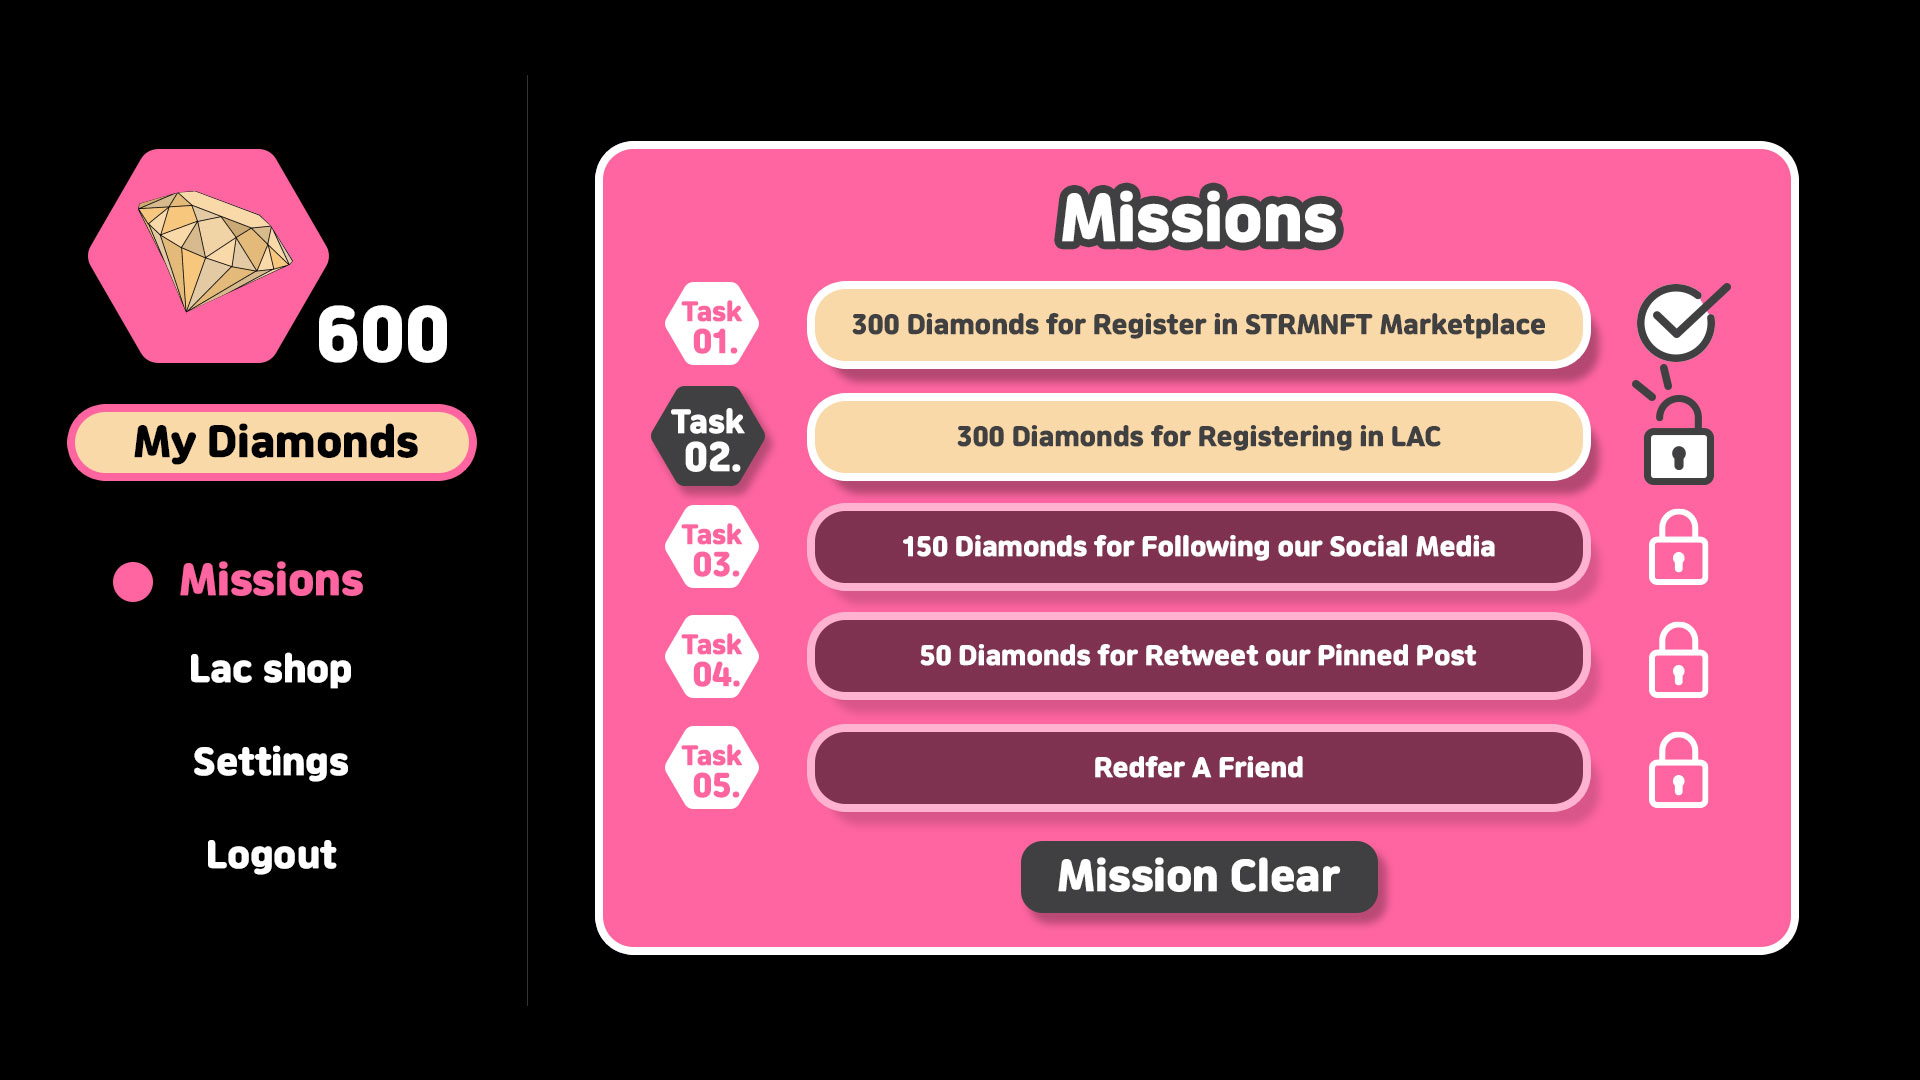 600
My Diamonds
Missions
Lac shop
Settings
Logout
Missions
Task
01.
300 Diamonds for Register in STRMNFT Marketplace
Task
02.
300 Diamonds for Registering in LAC
Task
03.
150 Diamonds for Following our Social Media
Task
04.
50 Diamonds for Retweet our Pinned Post
Task
05.
Redfer A Friend
Mission Clear